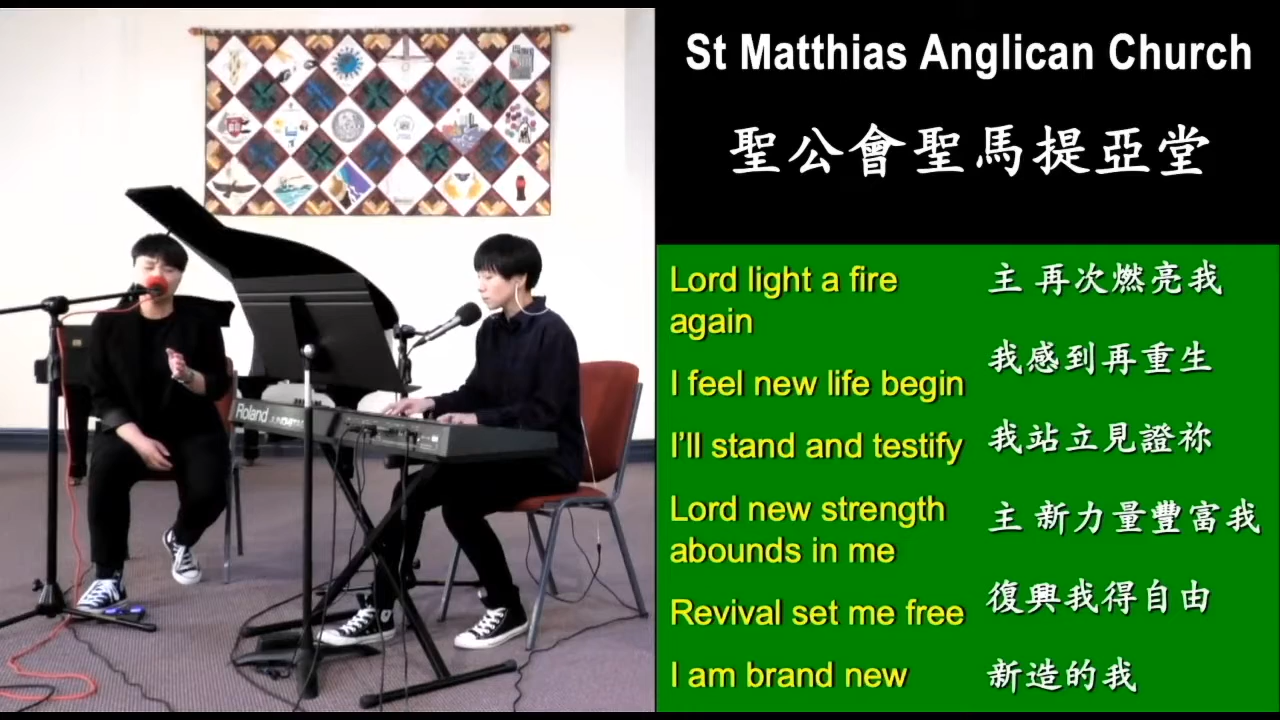 St Matthias Anglican Church
聖公會聖馬提亞堂
Lord light a fire
again
I feel new life begin
I'll stand and testify
Lord new strength
abounds in me
Revival set me free
I am brand new
主 再次燃亮我
我感到再重生
我站立見證祢
主 新力量豐富我
復興我得自由
新造的我
Roland